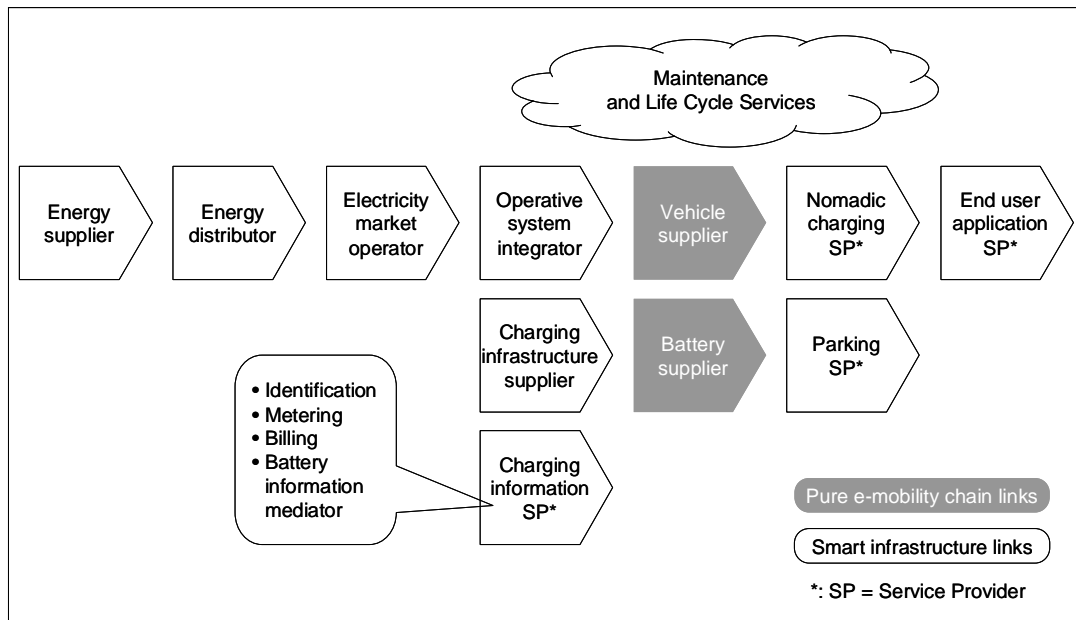 Maintenance
and Life Cycle Services
Energy
supplier
Energy
distributor
Electricity
market
operator
Operative
system
integrator
Vehicle
supplier
Nomadic
charging
SP*
End user
application
SP*
Charging
infrastructure
supplier
Battery
supplier
Parking
SP*
• Identification
• Metering
• Billing
• Battery
information
mediator
Charging
information
SP*
Pure e-mobility chain links
Smart infrastructure links
*: SP = Service Provider